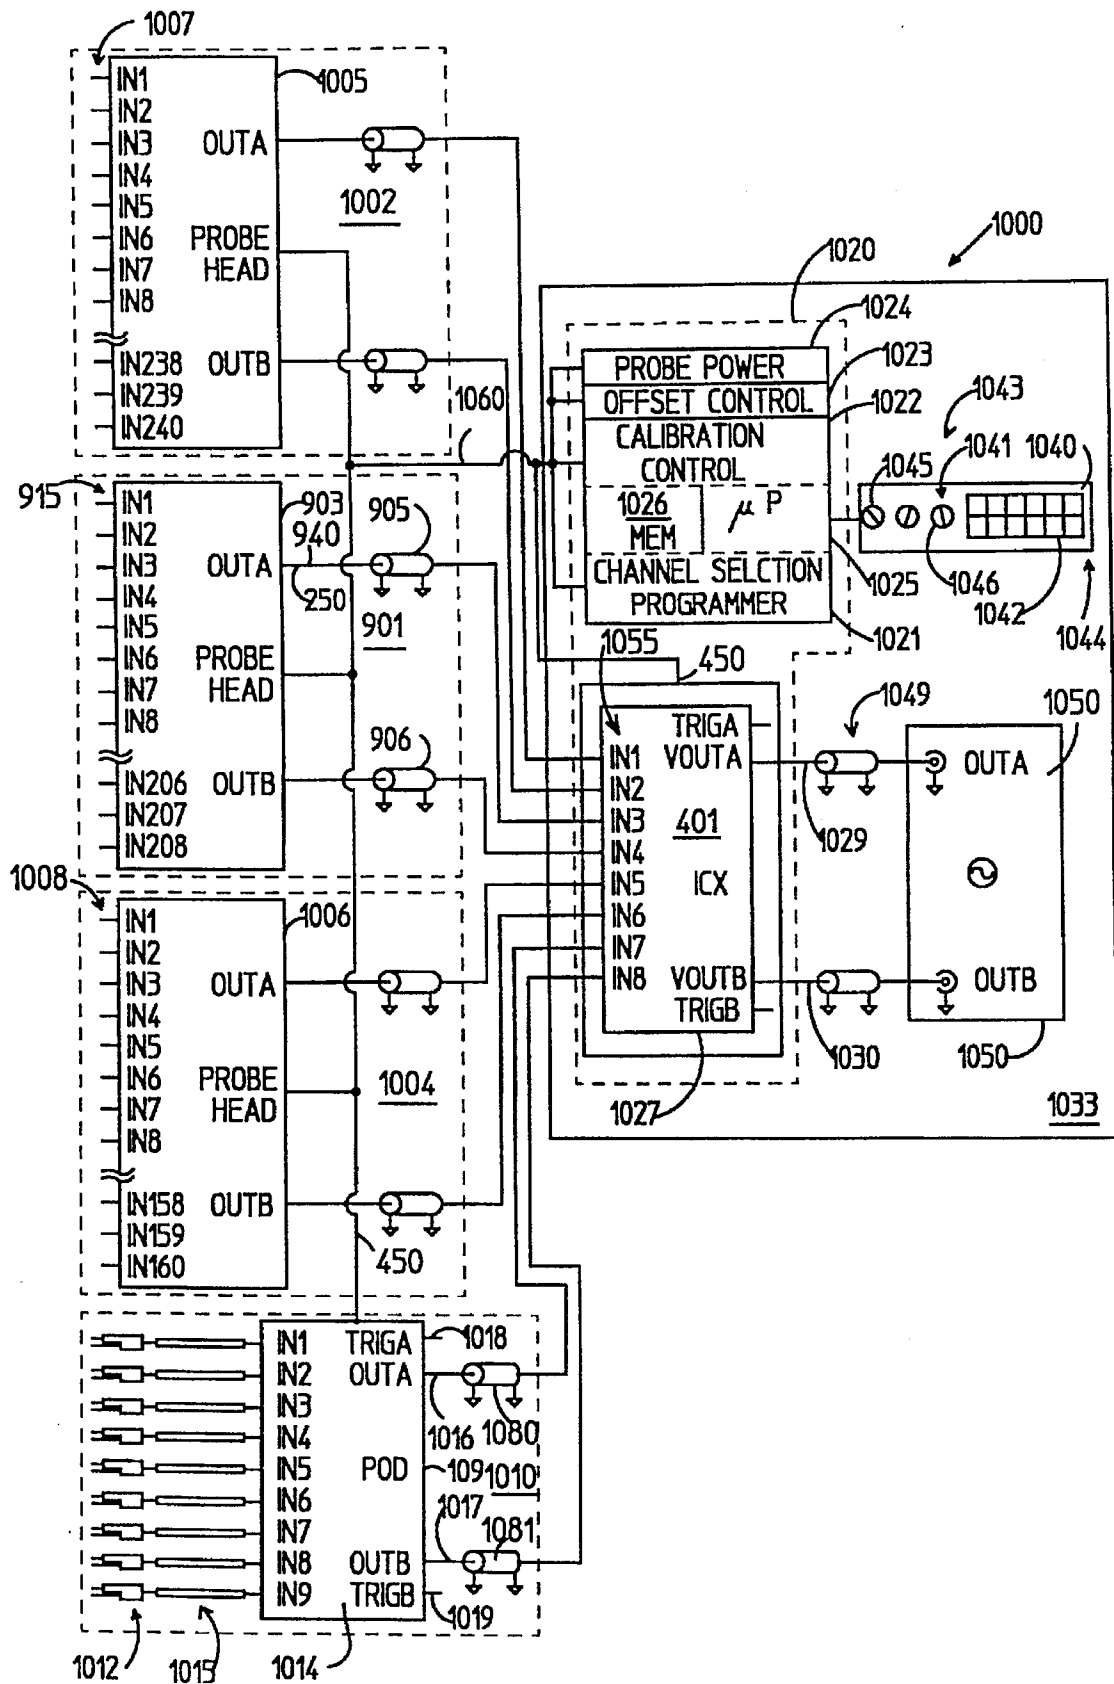 1007
IN1
IN2
IN3
IN4
IN5
IN6
IN7
IN8
IN238
IN239
IN240
OUTA
PROBE
HEAD
OUTB
1005
1002
1060
915
IN1
IN2
IN3
IN4
IN5
IN6
IN7
IN8
IN206
IN207
IN208
OUTA
PROBE
HEAD
OUTB
903
940
250
905
901
906
1008
IN1
IN2
IN3
IN4
IN5
IN6
IN7
IN8
IN158
IN159
IN160
OUTA
PROBE
HEAD
OUTB
1006
1004
450
IN1
IN2
IN3
IN4
IN5
IN6
IN7
IN8
IN9
TRIGA
OUTA
POD
OUTB
TRIGB
1018
1016
1080
109
1010
1017
1081
1019
1012
1015
1014
1000
1020
1024
PROBE POWER
1023
OFFSET CONTROL
1022
CALIBRATION
CONTROL
1026
MEM
μP
CHANNEL SELCTION
PROGRAMMER
1025
1021
1043
1045
1041
1040
1046
1042
1044
1055
450
IN1
IN2
IN3
IN4
IN5
IN6
IN7
IN8
TRIGA
VOUTA
401
ICX
VOUTB
TRIGB
1027
1049
1029
1030
OUTA
OUTB
1050
1050
1033